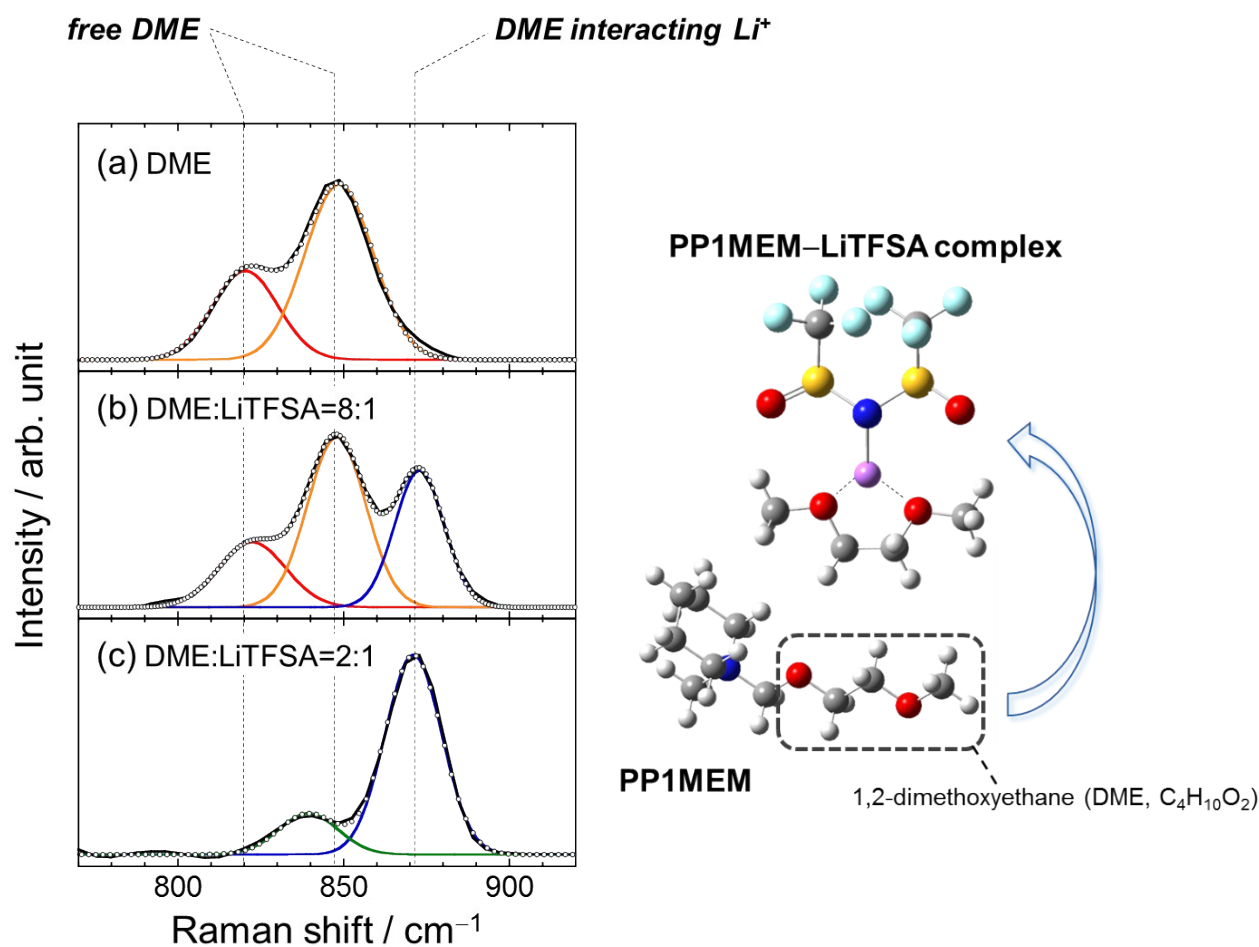 free DME
DME interacting Li⁺
(a) DME
(b) DME:LiTFSA=8:1
(c) DME:LiTFSA=2:1
Intensity / arb. unit
800 850 900
Raman shift / cm⁻¹
PP1MEM–LiTFSA complex
PP1MEM
1,2-dimethoxyethane (DME, C₄H₁₀O₂)